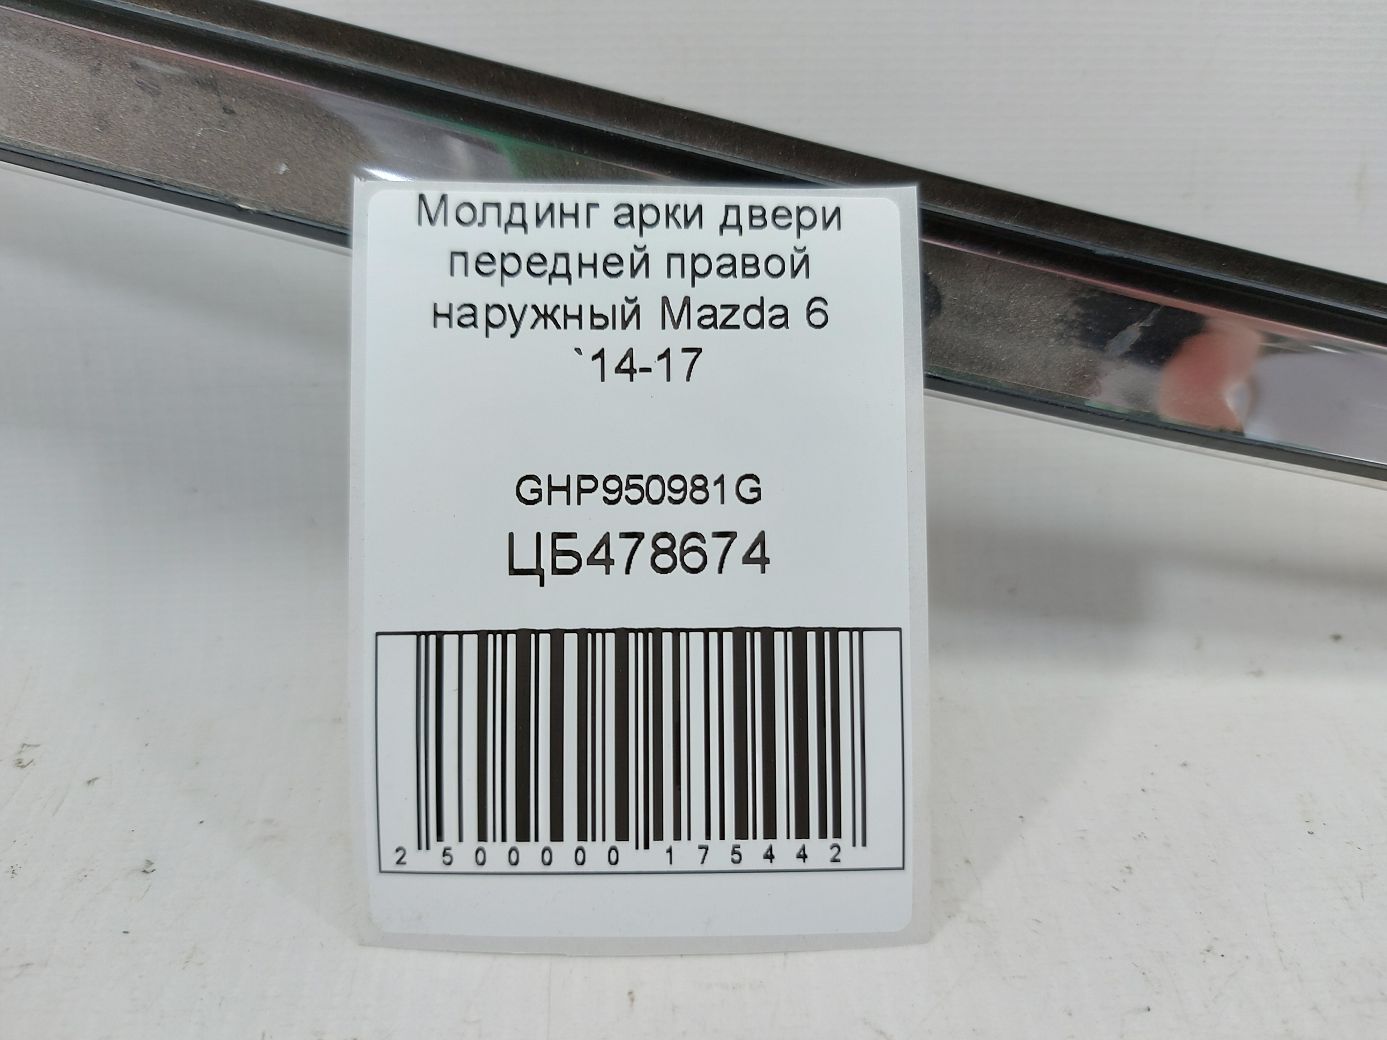 Молдинг арки двери
передней правой
наружный Mazda 6
`14-17
GHP950981G
ЦБ478674
2 500000 175442